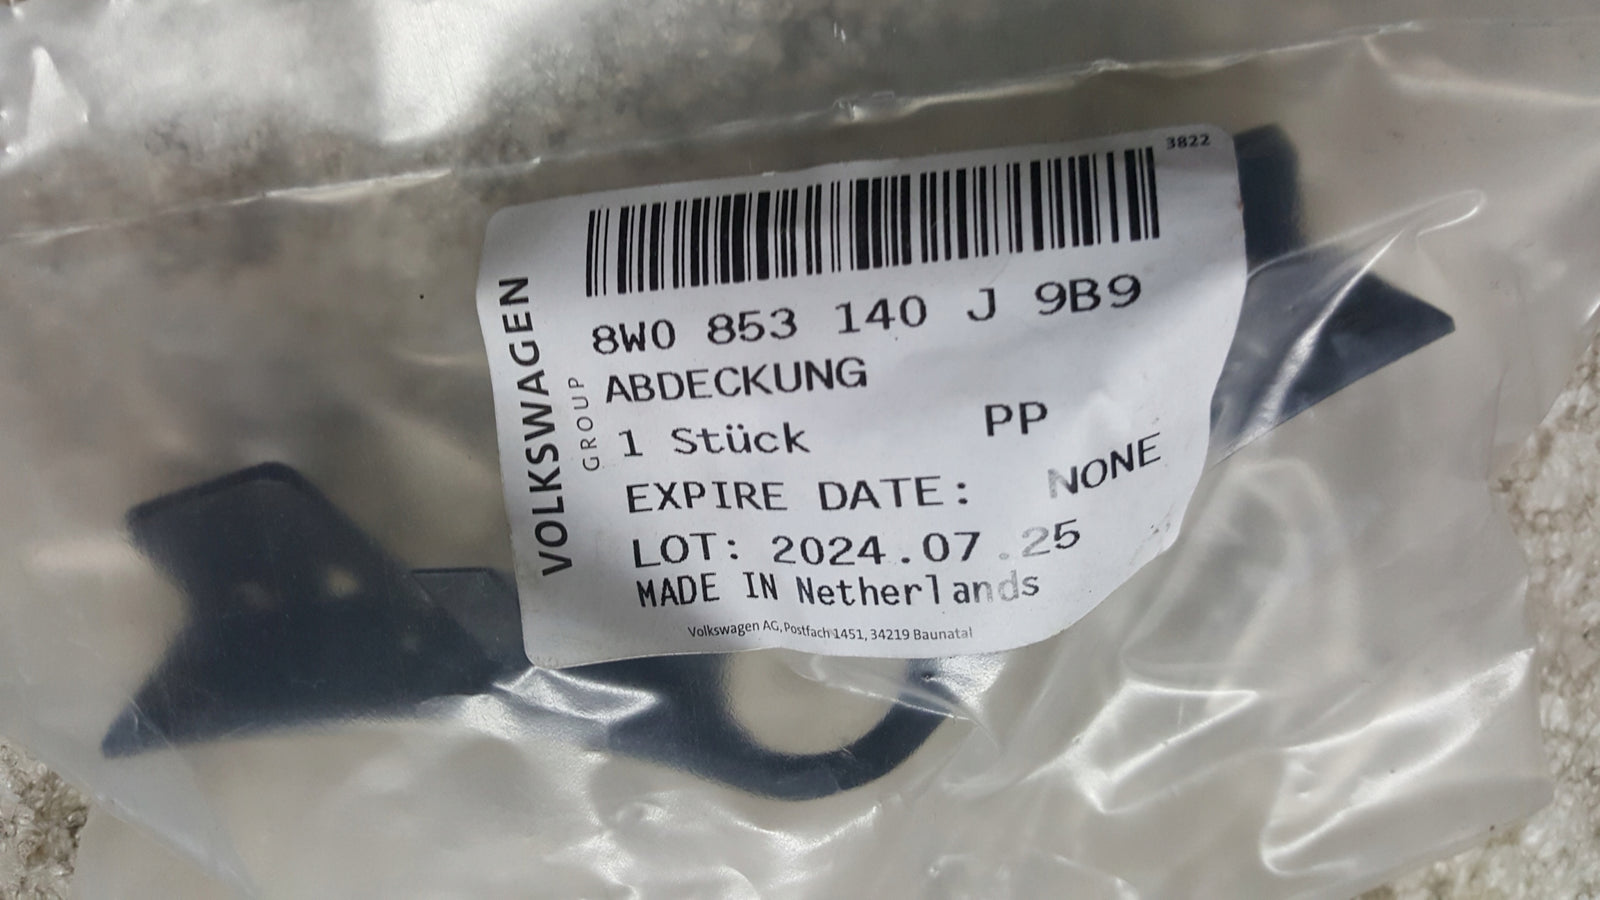 3822
VOLKSWAGEN
GROUP
8W0 853 140 J 9B9
ABDECKUNG
1 Stück PP
EXPIRE DATE: NONE
LOT: 2024.07.25
MADE IN Netherlands
Volkswagen AG, Postfach 1451, 34219 Baunatal